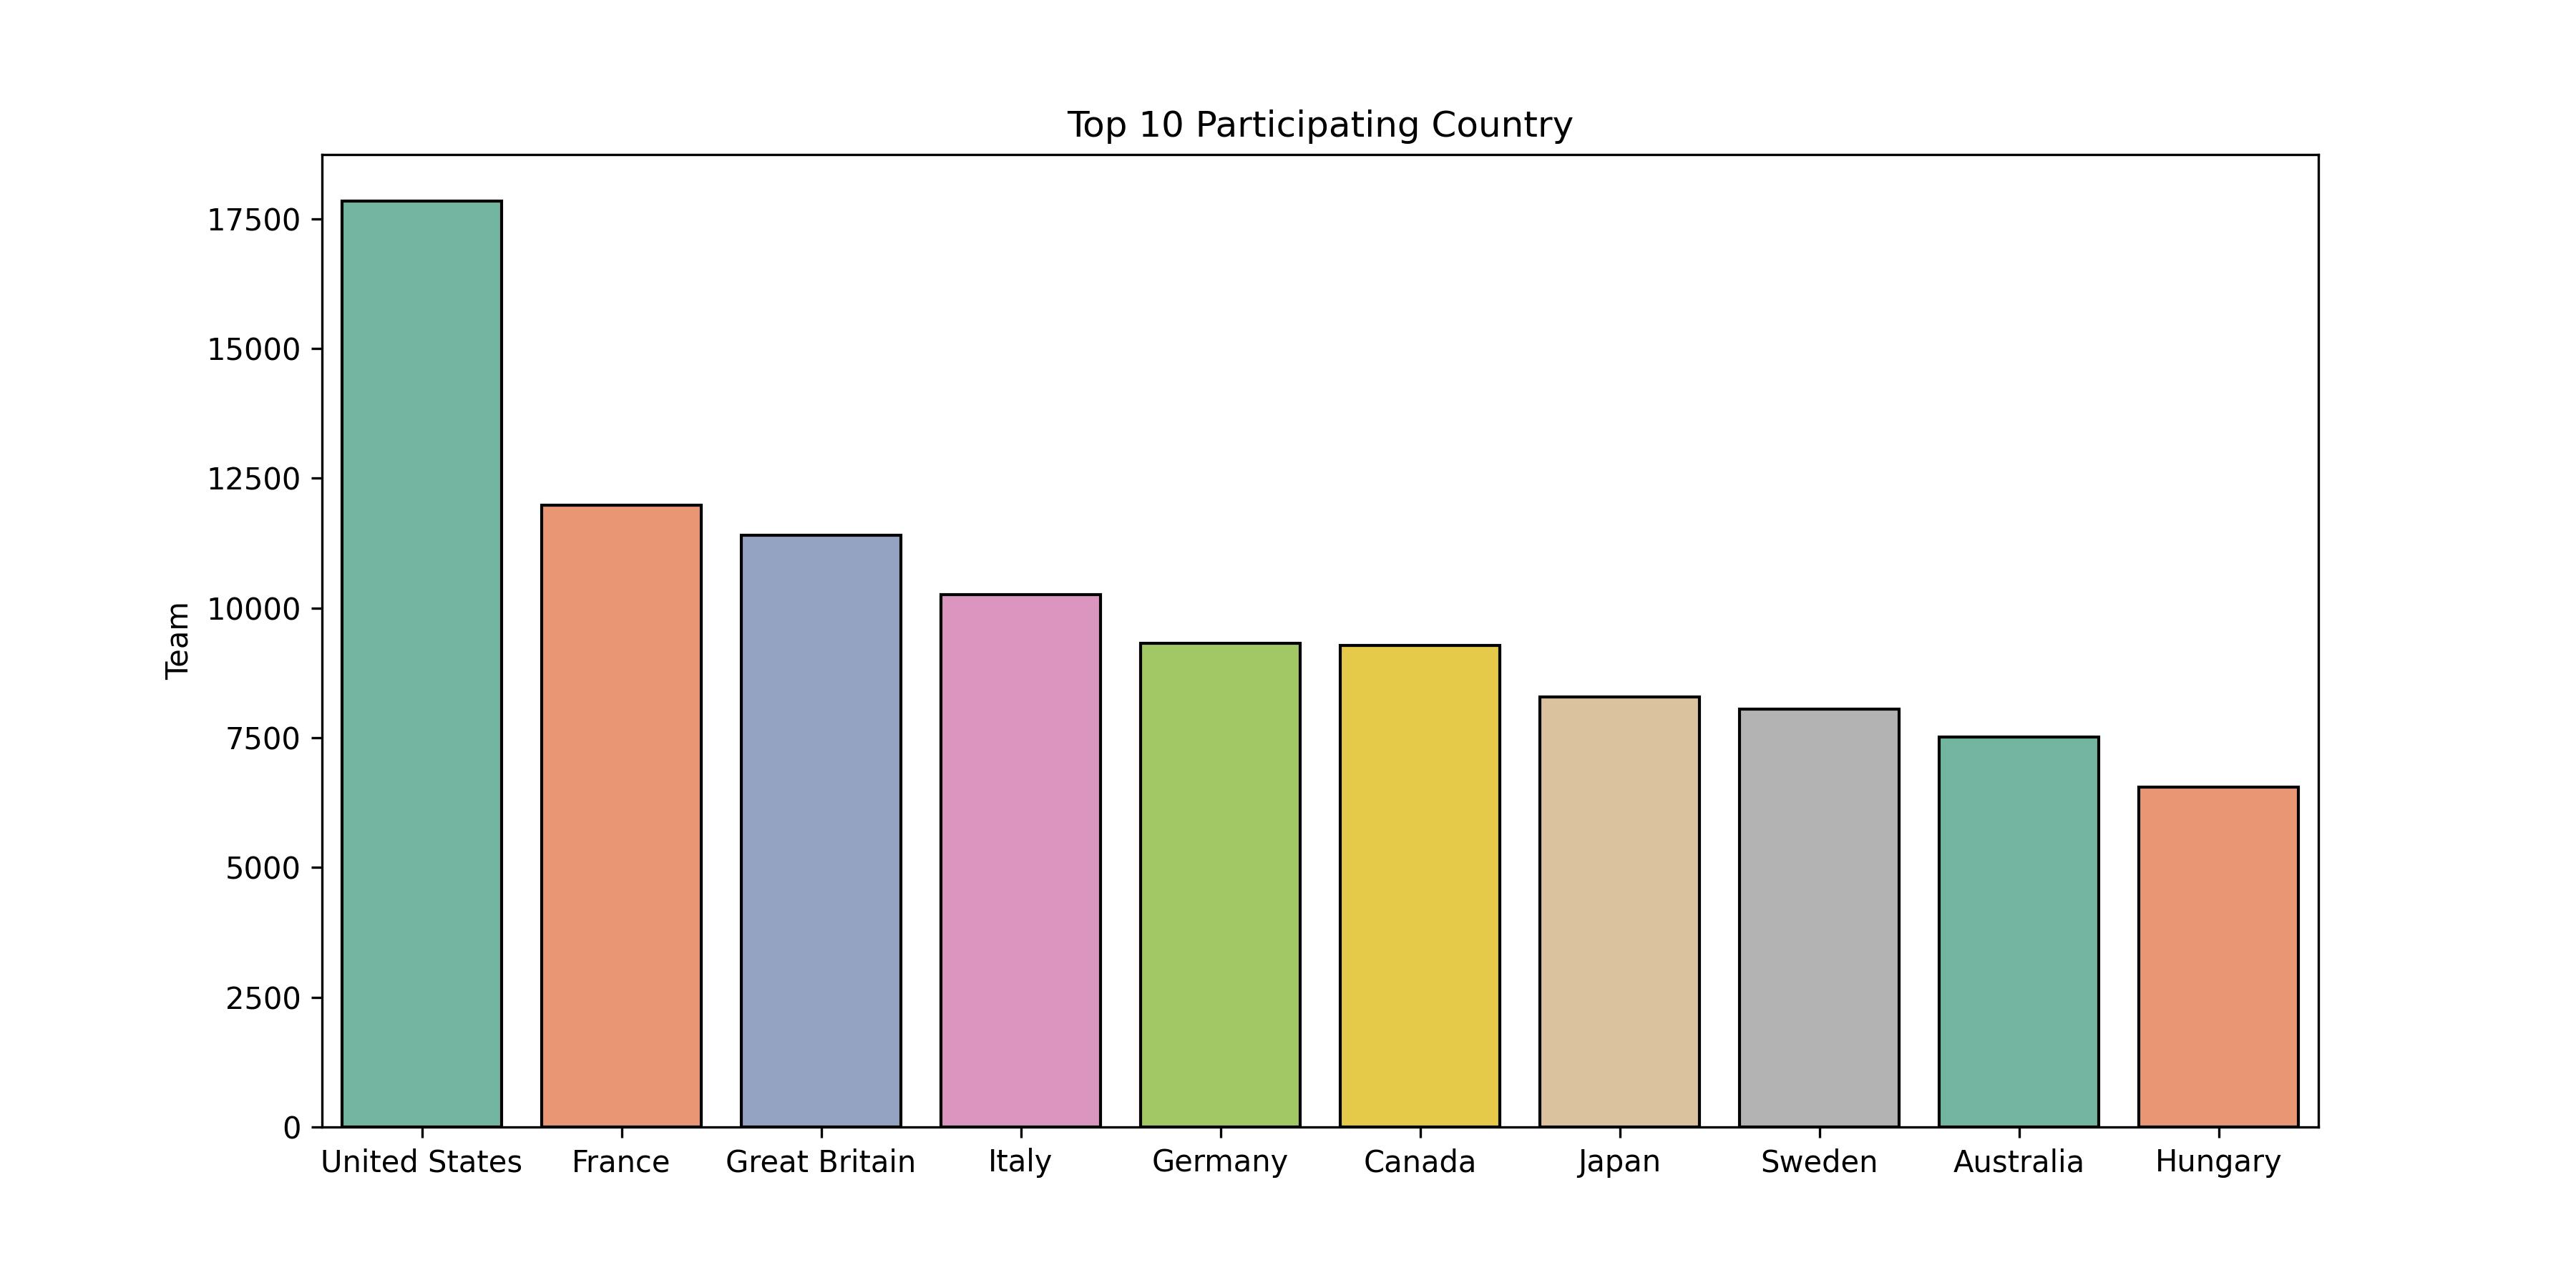 Top 10 Participating Country
Team
17500
15000
12500
10000
7500
5000
2500
0
United States France Great Britain Italy Germany Canada Japan Sweden Australia Hungary